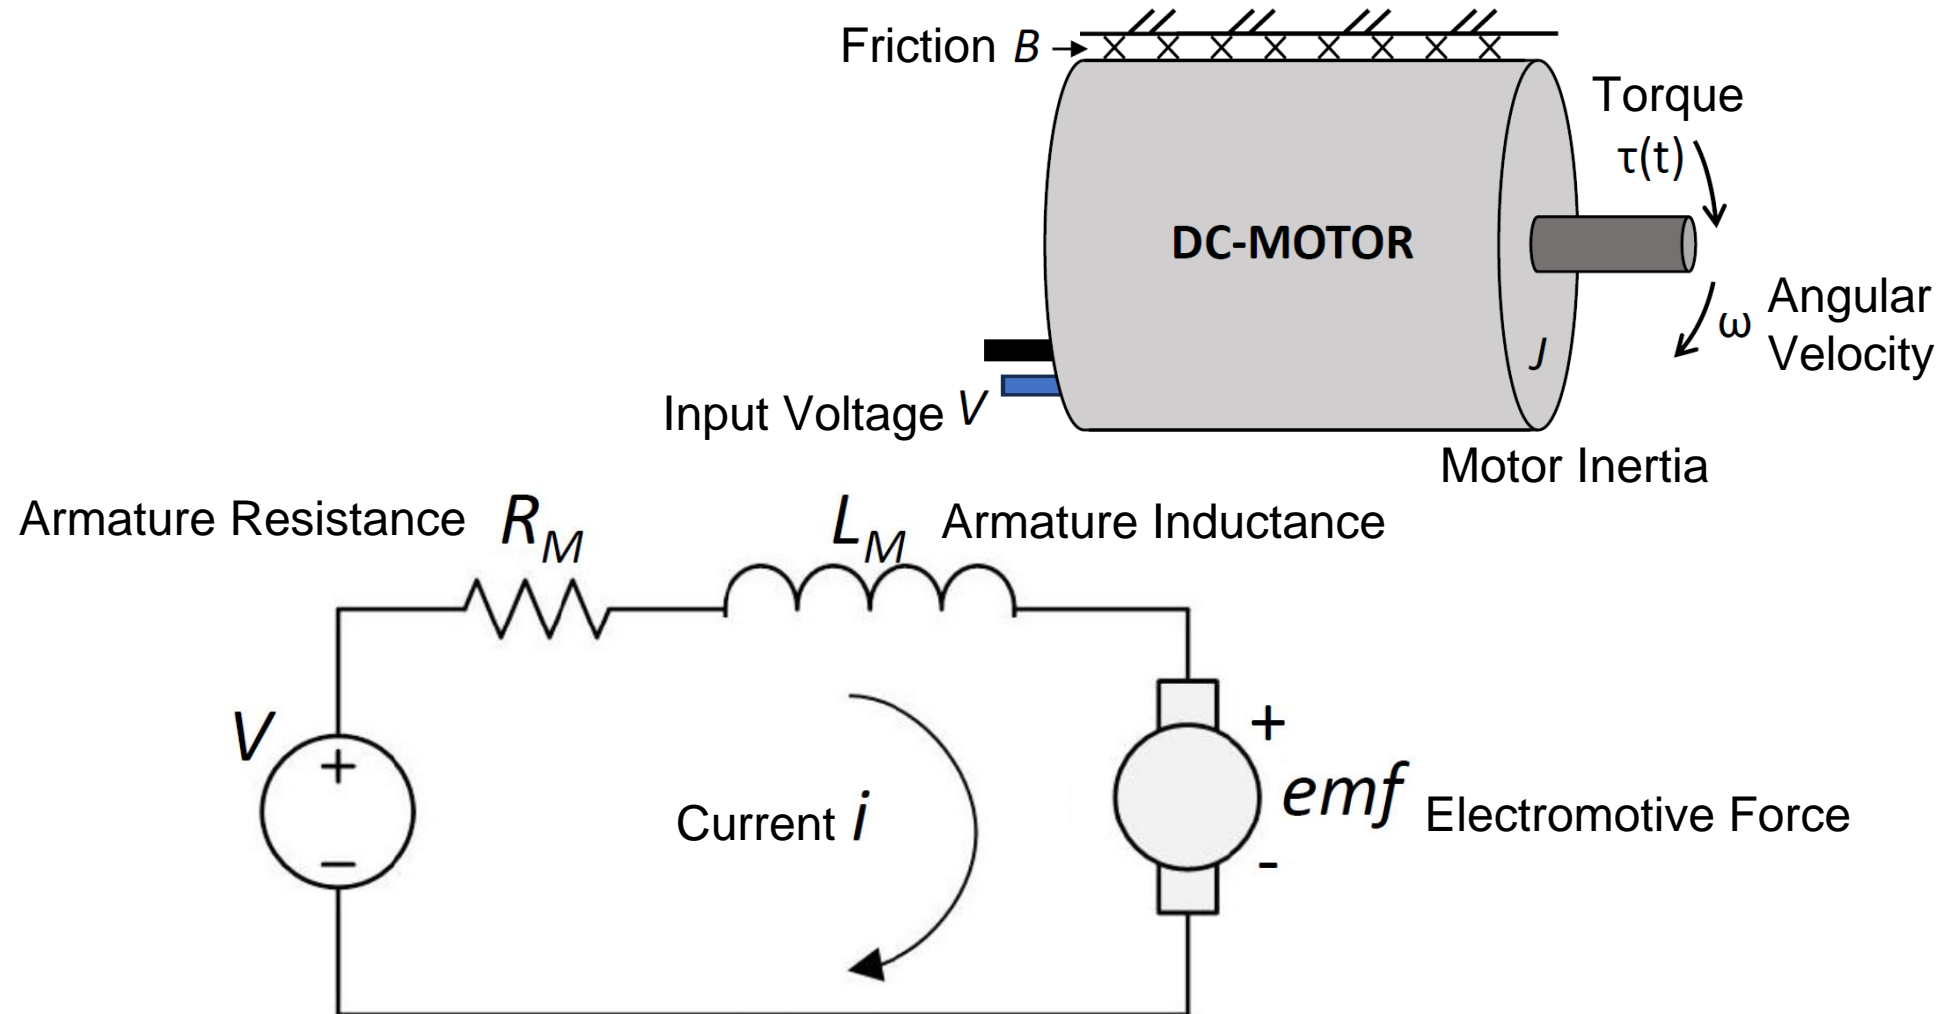 Friction B
Torque
τ(t)
DC-MOTOR
ω Angular
Velocity
J
Input Voltage V
Motor Inertia
Armature Resistance R_M
L_M Armature Inductance
V
+
−
Current i
+
emf Electromotive Force
-